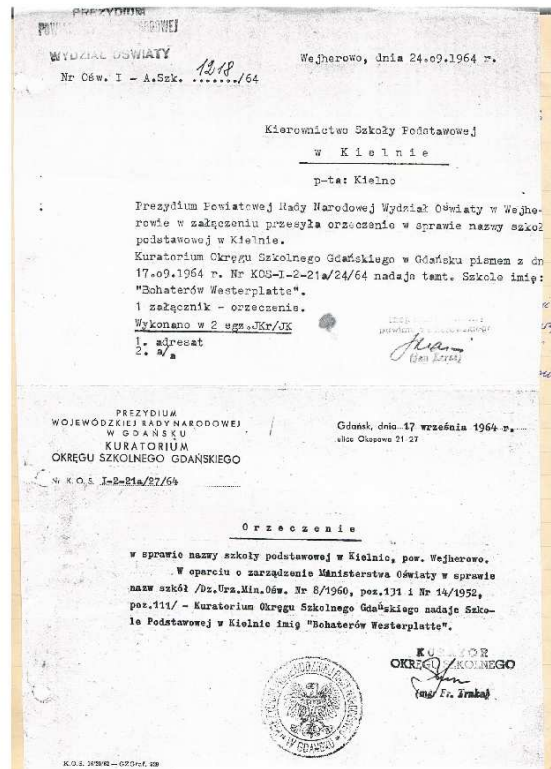 PREZYDIUM
WYDZIAŁ OŚWIATY
Nr Ośw. I - A.Szk. 1218/64
Wejherowo, dnia 24.o9.1964 r.
Kierownictwo Szkoły Podstawowej
w Kielnie
p-ta: Kielno
Prezydium Powiatowej Rady Narodowej Wydział Oświaty w Wejhe-
rowie w załączeniu przesyła orzeczenie w sprawie nazwy szkoł
podstawowej w Kielnie.
Kuratorium Okręgu Szkolnego Gdańskiego w Gdańsku pismem z dn
17.o9.1964 r. Nr KOS-I-2-21a/24/64 nadaje tamt. Szkole imię:
"Bohaterów Westerplatte".
1 załącznik - orzeczenie.
Wykonano w 2 egz.JKr/JK
1. adresat
2. a/a
PREZYDIUM
WOJEWÓDZKIEJ RADY NARODOWEJ
W GDAŃSKU
KURATORIUM
OKRĘGU SZKOLNEGO GDAŃSKIEGO
Nr K.O.S. I-2-21a/27/64
Gdańsk, dnia 17 września 1964 r.
ulica Okopowa 21-27
Orzeczenie
w sprawie nazwy szkoły podstawowej w Kielnie, pow. Wejherowo.
W oparciu o zarządzenie Ministerstwa Oświaty w sprawie
nazw szkół /Dz.Urz.Min.Ośw. Nr 8/1960, poz.131 i Nr 14/1952,
poz.111/ - Kuratorium Okręgu Szkolnego Gdańskiego nadaje Szko-
le Podstawowej w Kielnie imię "Bohaterów Westerplatte".
KURATOR
OKRĘGU SZKOLNEGO
W GDAŃSKU